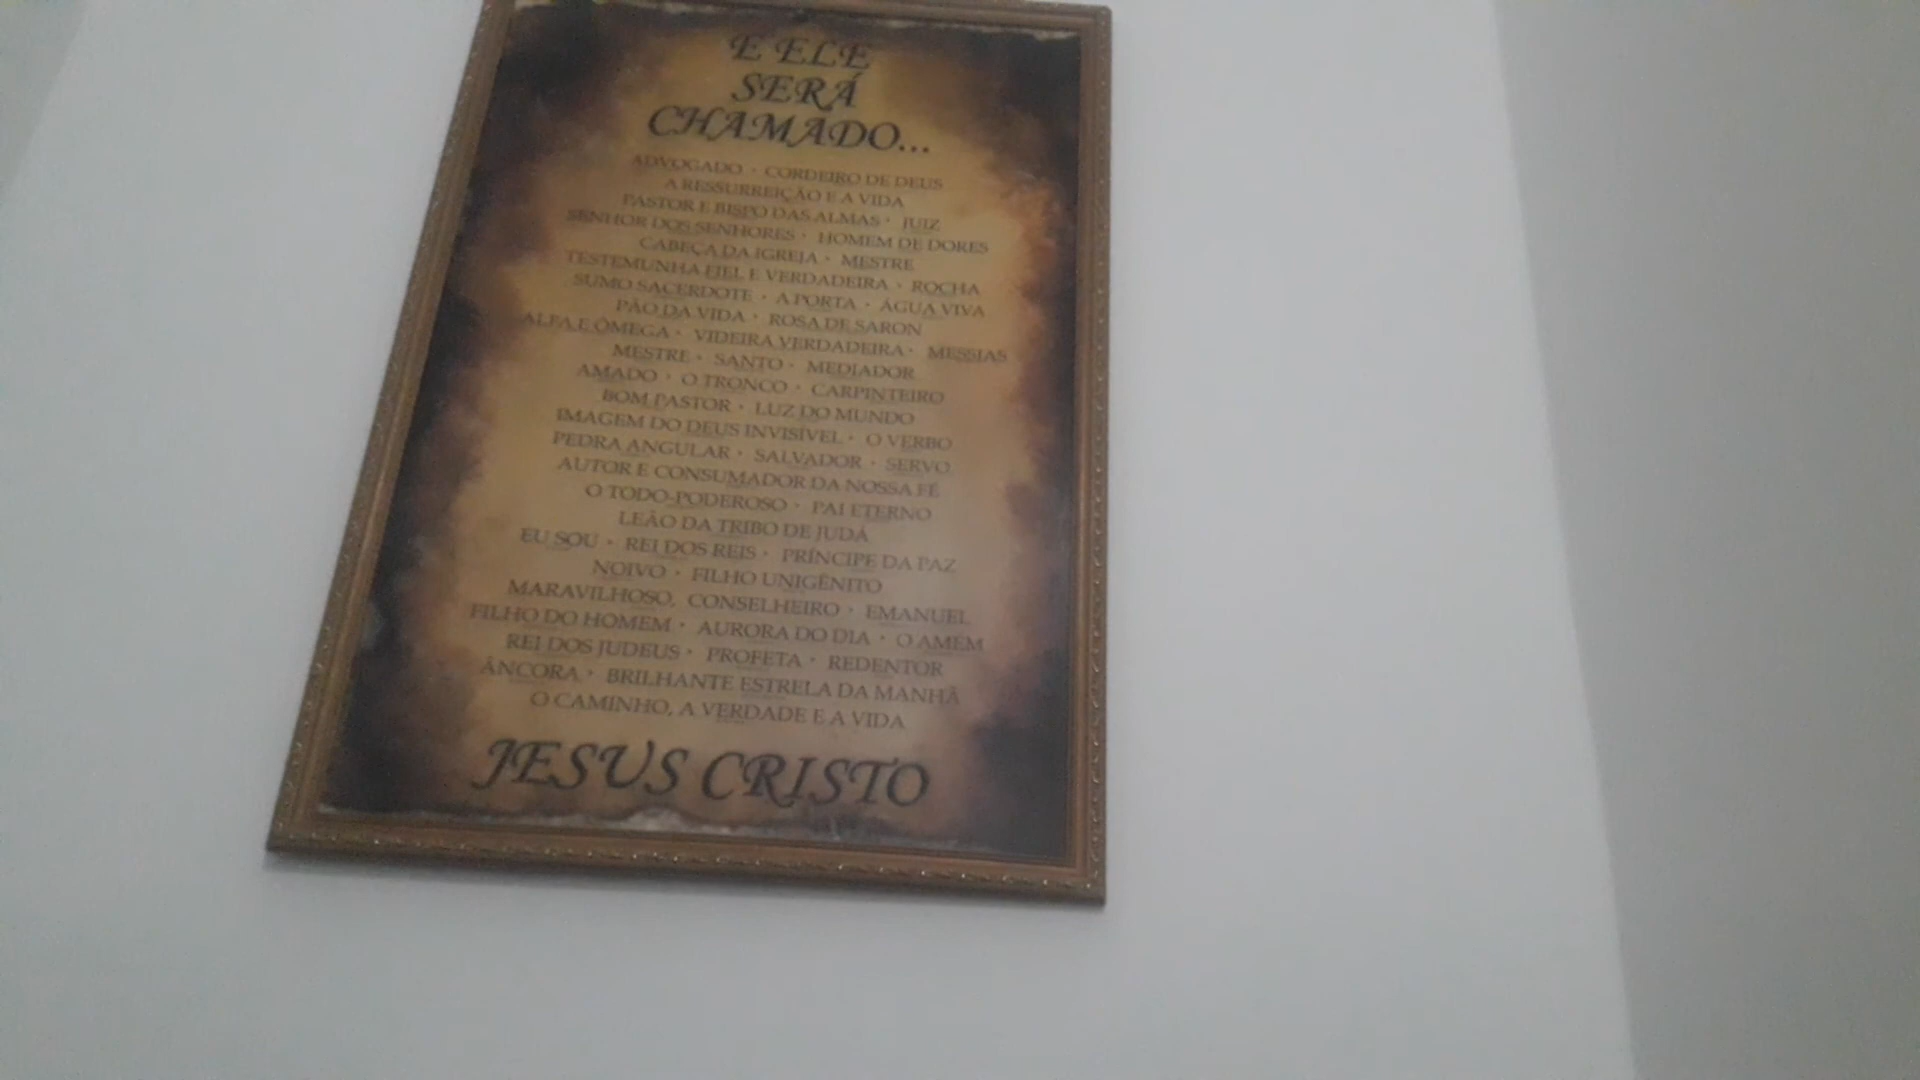 E ELE
SERÁ
CHAMADO...
ADVOGADO · CORDEIRO DE DEUS
A RESSURREIÇÃO E A VIDA
PASTOR E BISPO DAS ALMAS · JUIZ
SENHOR DOS SENHORES · HOMEM DE DORES
CABEÇA DA IGREJA · MESTRE
TESTEMUNHA FIEL E VERDADEIRA · ROCHA
SUMO SACERDOTE · A PORTA · ÁGUA VIVA
PÃO DA VIDA · ROSA DE SARON
ALFA E ÔMEGA · VIDEIRA VERDADEIRA · MESSIAS
MESTRE · SANTO · MEDIADOR
AMADO · O TRONCO · CARPINTEIRO
BOM PASTOR · LUZ DO MUNDO
IMAGEM DO DEUS INVISÍVEL · O VERBO
PEDRA ANGULAR · SALVADOR · SERVO
AUTOR E CONSUMADOR DA NOSSA FÉ
O TODO-PODEROSO · PAI ETERNO
LEÃO DA TRIBO DE JUDÁ
EU SOU · REI DOS REIS · PRÍNCIPE DA PAZ
NOIVO · FILHO UNIGÊNITO
MARAVILHOSO, CONSELHEIRO · EMANUEL
FILHO DO HOMEM · AURORA DO DIA · O AMÉM
REI DOS JUDEUS · PROFETA · REDENTOR
ÂNCORA · BRILHANTE ESTRELA DA MANHÃ
O CAMINHO, A VERDADE E A VIDA
JESUS CRISTO